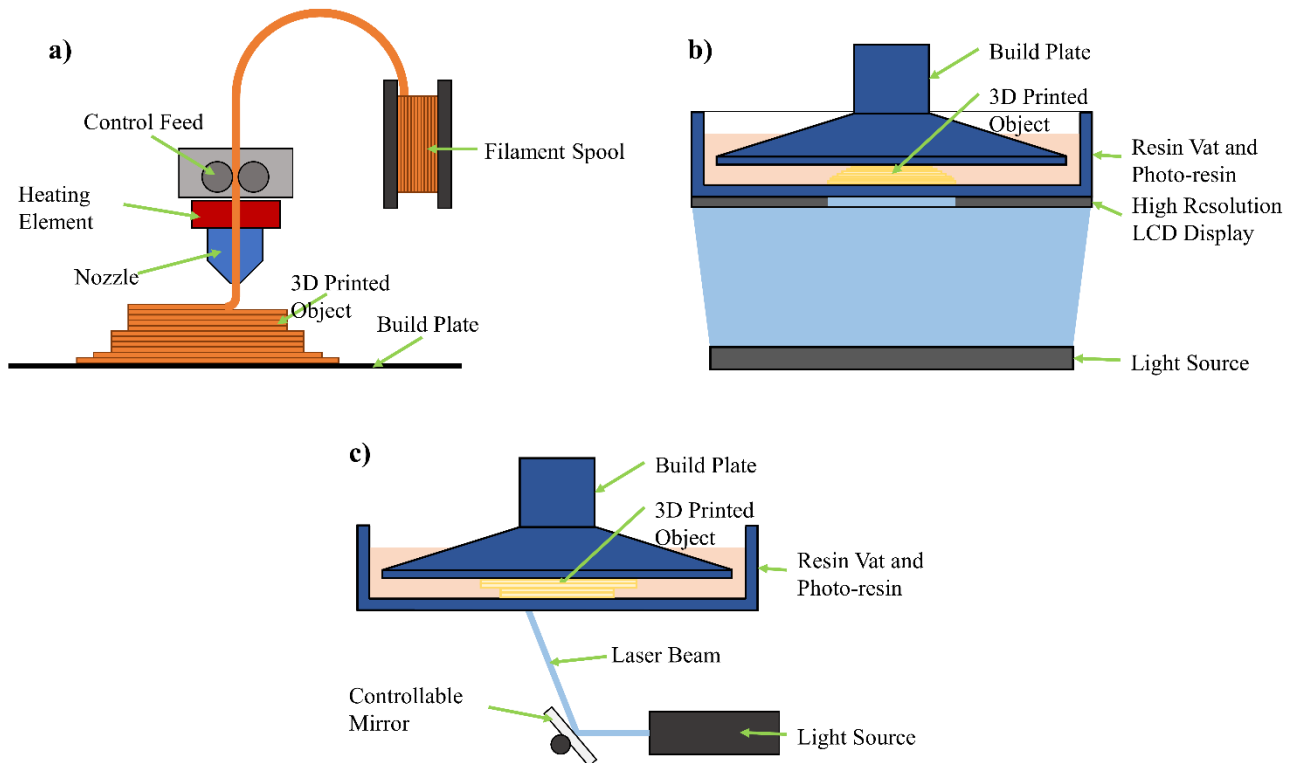 a)
Control Feed
Filament Spool
Heating
Element
Nozzle
3D Printed
Object
Build Plate
b)
Build Plate
3D Printed
Object
Resin Vat and
Photo-resin
High Resolution
LCD Display
Light Source
c)
Build Plate
3D Printed
Object
Resin Vat and
Photo-resin
Laser Beam
Controllable
Mirror
Light Source